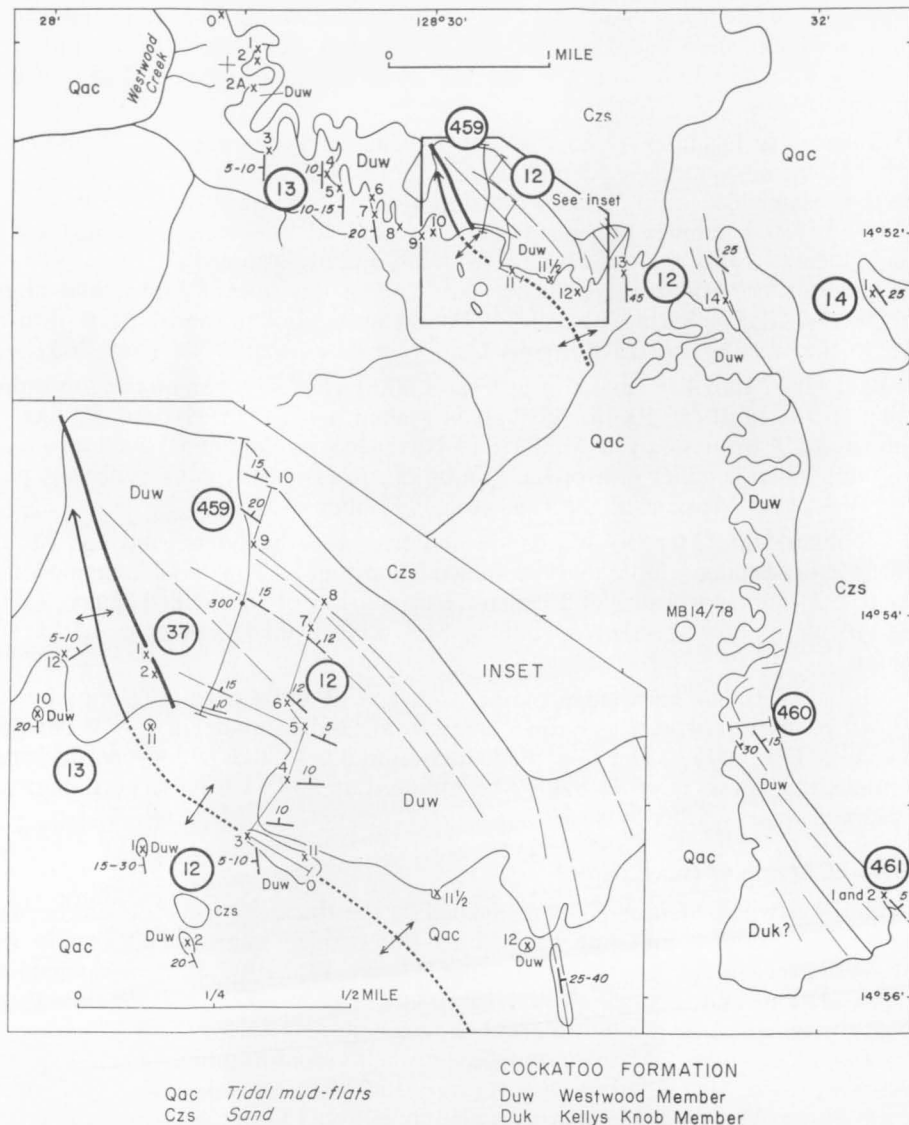 28'
128°30'
32'
O
1
2
2A
Duw
Westwood Creek
Qac
0
1 MILE
Czs
Qac
3
5-10
13
4
10
5
10-15
Duw
6
7
20
8
9
10
459
12
See inset
14°52'
Duw
11
11½
12
13
45
12
25
14
14
1
25
Duw
Qac
Duw
459
15
10
20
9
Czs
300'
15
8
7
12
37
1
2
5-10
12
10
Duw
20
11
13
15
10
12
6
12
5
5
4
10
INSET
Duw
10
3
11
5-10
Duw
O
11½
1
Duw
15-30
12
Czs
Duw
2
20
Qac
Qac
12
Duw
25-40
0
1/4
1/2 MILE
Duw
Czs
14°54'
MB14/78
460
30
15
Duw
Qac
461
1 and 2
5
Duk?
14°56'
COCKATOO FORMATION
Qac Tidal mud-flats
Duw Westwood Member
Czs Sand
Duk Kellys Knob Member